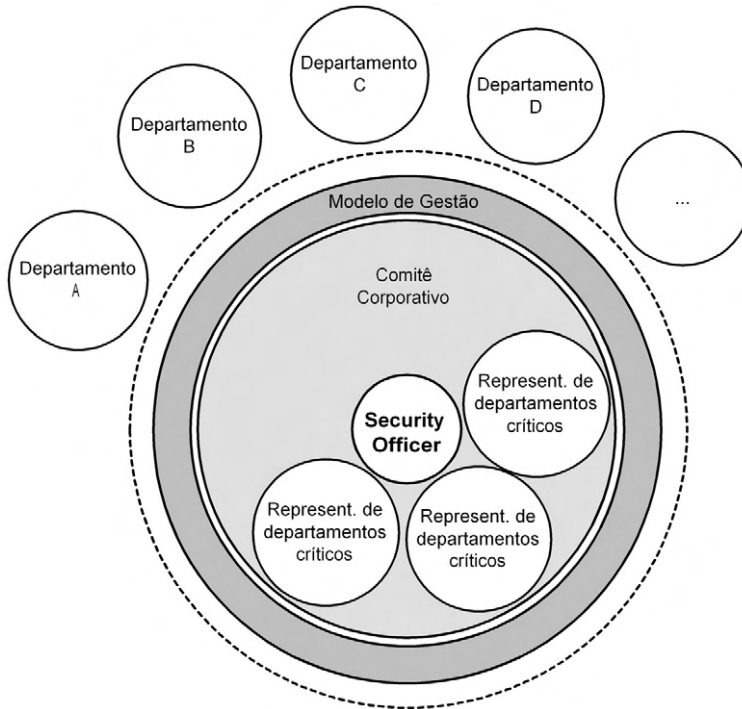 Departamento
C
Departamento
D
Departamento
B
...
Modelo de Gestão
Departamento
A
Comitê
Corporativo
Represent. de
departamentos
críticos
Security
Officer
Represent. de
departamentos
críticos
Represent. de
departamentos
críticos